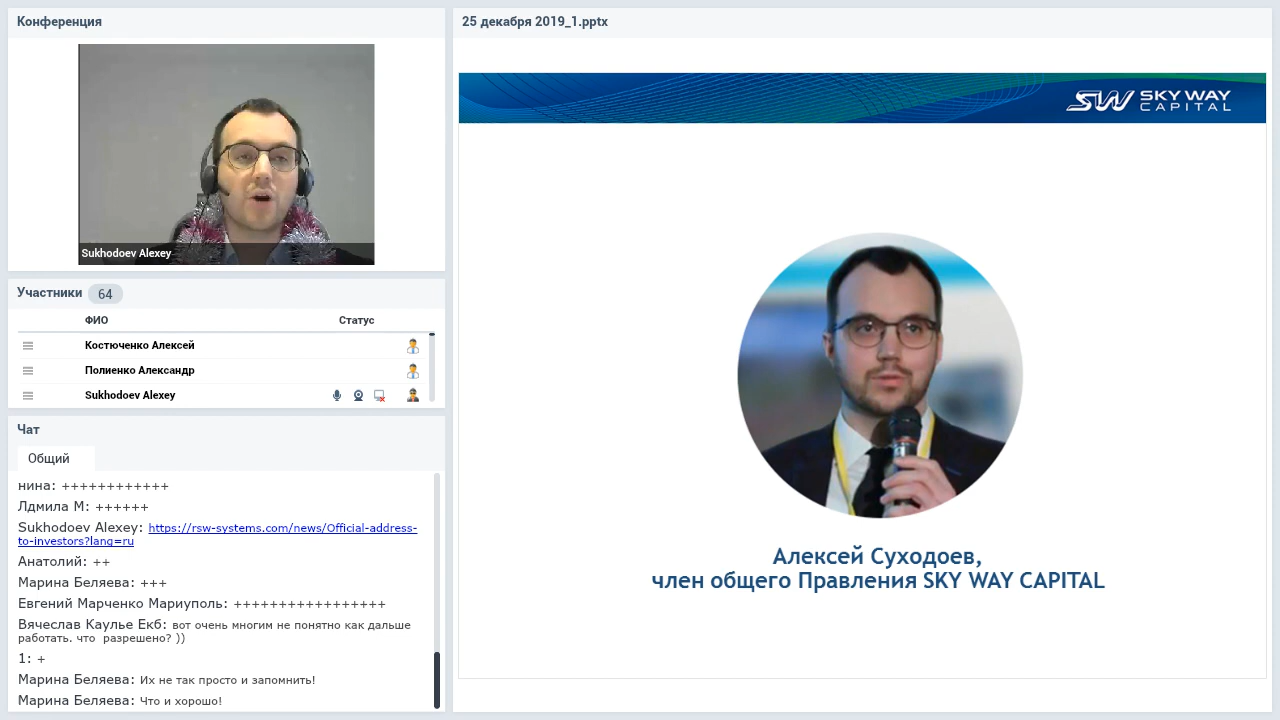 Конференция
Sukhodoev Alexey
Участники 64
ФИО Статус
Костюченко Алексей
Полиенко Александр
Sukhodoev Alexey
Чат
Общий
нина: ++++++++++++
Лдмила М: ++++++
Sukhodoev Alexey: https://rsw-systems.com/news/Official-address-
to-investors?lang=ru
Анатолий: ++
Марина Беляева: +++
Евгений Марченко Мариуполь: +++++++++++++++++
Вячеслав Каулье Екб: вот очень многим не понятно как дальше
работать. что  разрешено? ))
1: +
Марина Беляева: Их не так просто и запомнить!
Марина Беляева: Что и хорошо!
25 декабря 2019_1.pptx
SW SKY WAY
CAPITAL
Алексей Суходоев,
член общего Правления SKY WAY CAPITAL